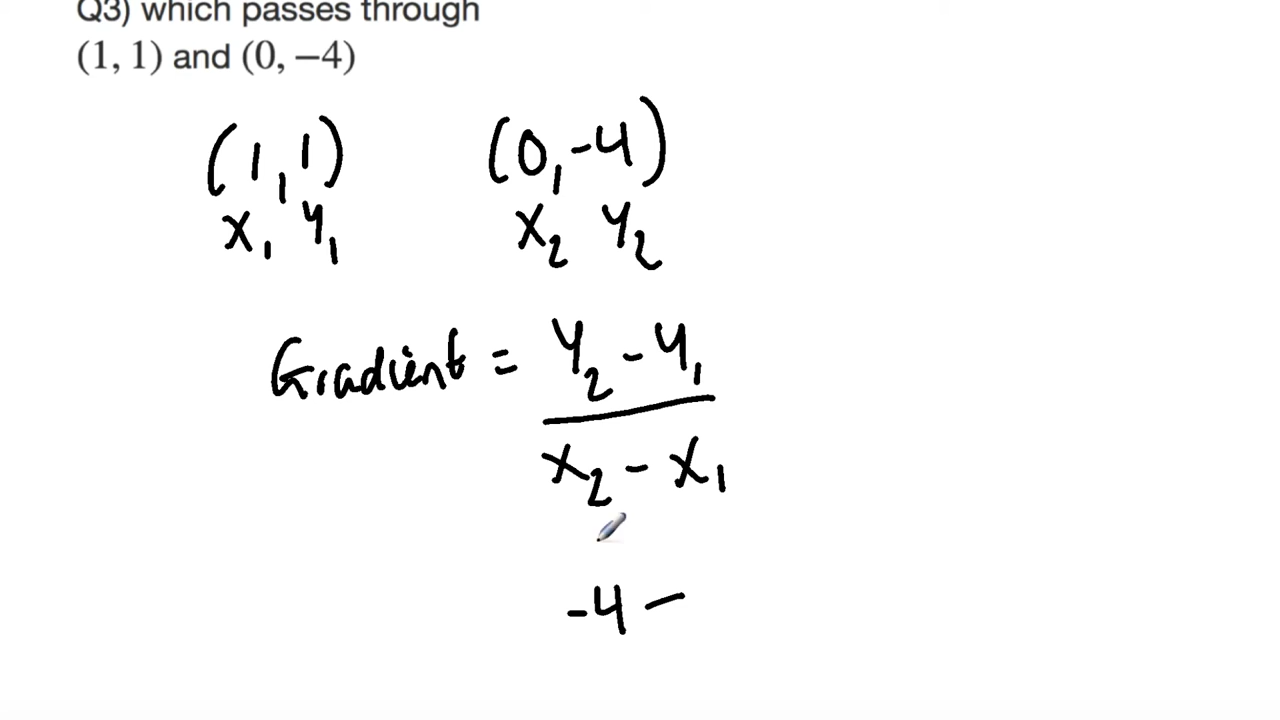 Q3) which passes through
(1, 1) and (0, −4)
(1, 1) (0, -4)
x₁ y₁ x₂ y₂
Gradient = y₂ - y₁
x₂ - x₁
-4 -